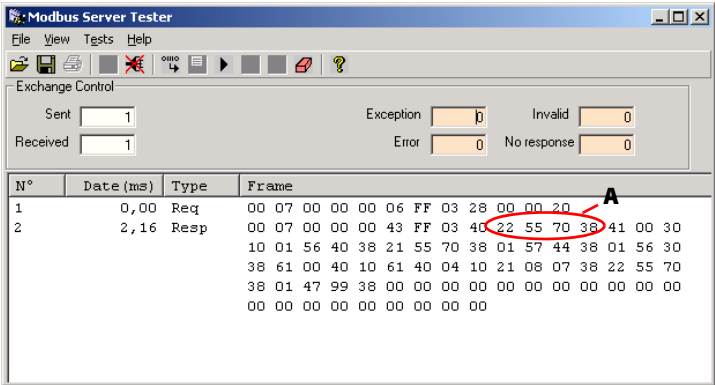 Modbus Server Tester
File View Tests Help
Exchange Control
Sent 1 Exception 0 Invalid 0
Received 1 Error 0 No response 0
N° Date(ms) Type Frame
A
1 0,00 Req 00 07 00 00 00 06 FF 03 28 00 00 20
2 2,16 Resp 00 07 00 00 00 43 FF 03 40 22 55 70 38 41 00 30
10 01 56 40 38 21 55 70 38 01 57 44 38 01 56 30
38 61 00 40 10 61 40 04 10 21 08 07 38 22 55 70
38 01 47 99 38 00 00 00 00 00 00 00 00 00 00 00
00 00 00 00 00 00 00 00 00